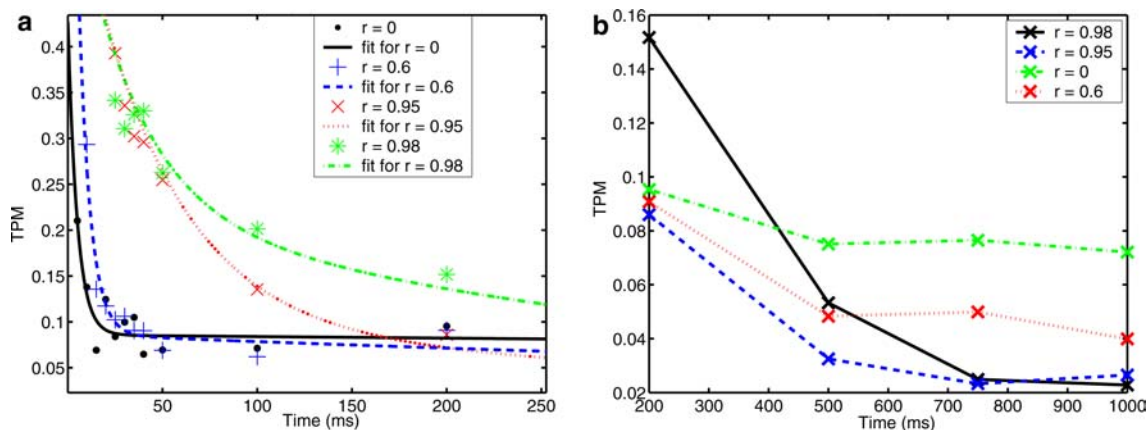 a
0.4
0.35
0.3
0.25
0.2
0.15
0.1
0.05
TPM
50
100
150
200
250
Time (ms)
r = 0
fit for r = 0
r = 0.6
fit for r = 0.6
r = 0.95
fit for r = 0.95
r = 0.98
fit for r = 0.98
b
0.16
0.14
0.12
0.1
0.08
0.06
0.04
0.02
TPM
200
300
400
500
600
700
800
900
1000
Time (ms)
r = 0.98
r = 0.95
r = 0
r = 0.6